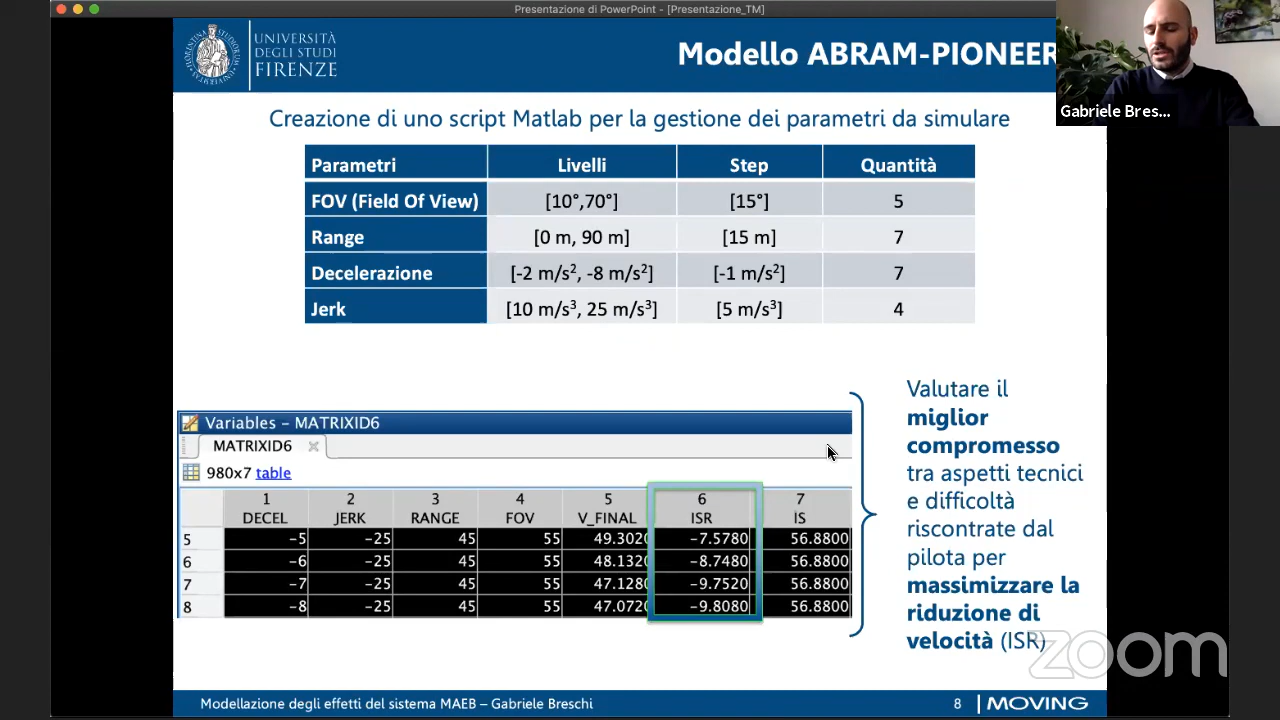 Presentazione di PowerPoint - [Presentazione_TM]
UNIVERSITÀ
DEGLI STUDI
FIRENZE
Modello ABRAM-PIONEER
Gabriele Bres...
Creazione di uno script Matlab per la gestione dei parametri da simulare
Parametri Livelli Step Quantità
FOV (Field Of View) [10°,70°] [15°] 5
Range [0 m, 90 m] [15 m] 7
Decelerazione [-2 m/s², -8 m/s²] [-1 m/s²] 7
Jerk [10 m/s³, 25 m/s³] [5 m/s³] 4
Variables - MATRIXID6
MATRIXID6
980x7 table
1 2 3 4 5 6 7
DECEL JERK RANGE FOV V_FINAL ISR IS
5 -5 -25 45 55 49.3020 -7.5780 56.8800
6 -6 -25 45 55 48.1320 -8.7480 56.8800
7 -7 -25 45 55 47.1280 -9.7520 56.8800
8 -8 -25 45 55 47.0720 -9.8080 56.8800
Valutare il
miglior
compromesso
tra aspetti tecnici
e difficoltà
riscontrate dal
pilota per
massimizzare la
riduzione di
velocità (ISR)
zoom
Modellazione degli effetti del sistema MAEB – Gabriele Breschi
8
MOVING